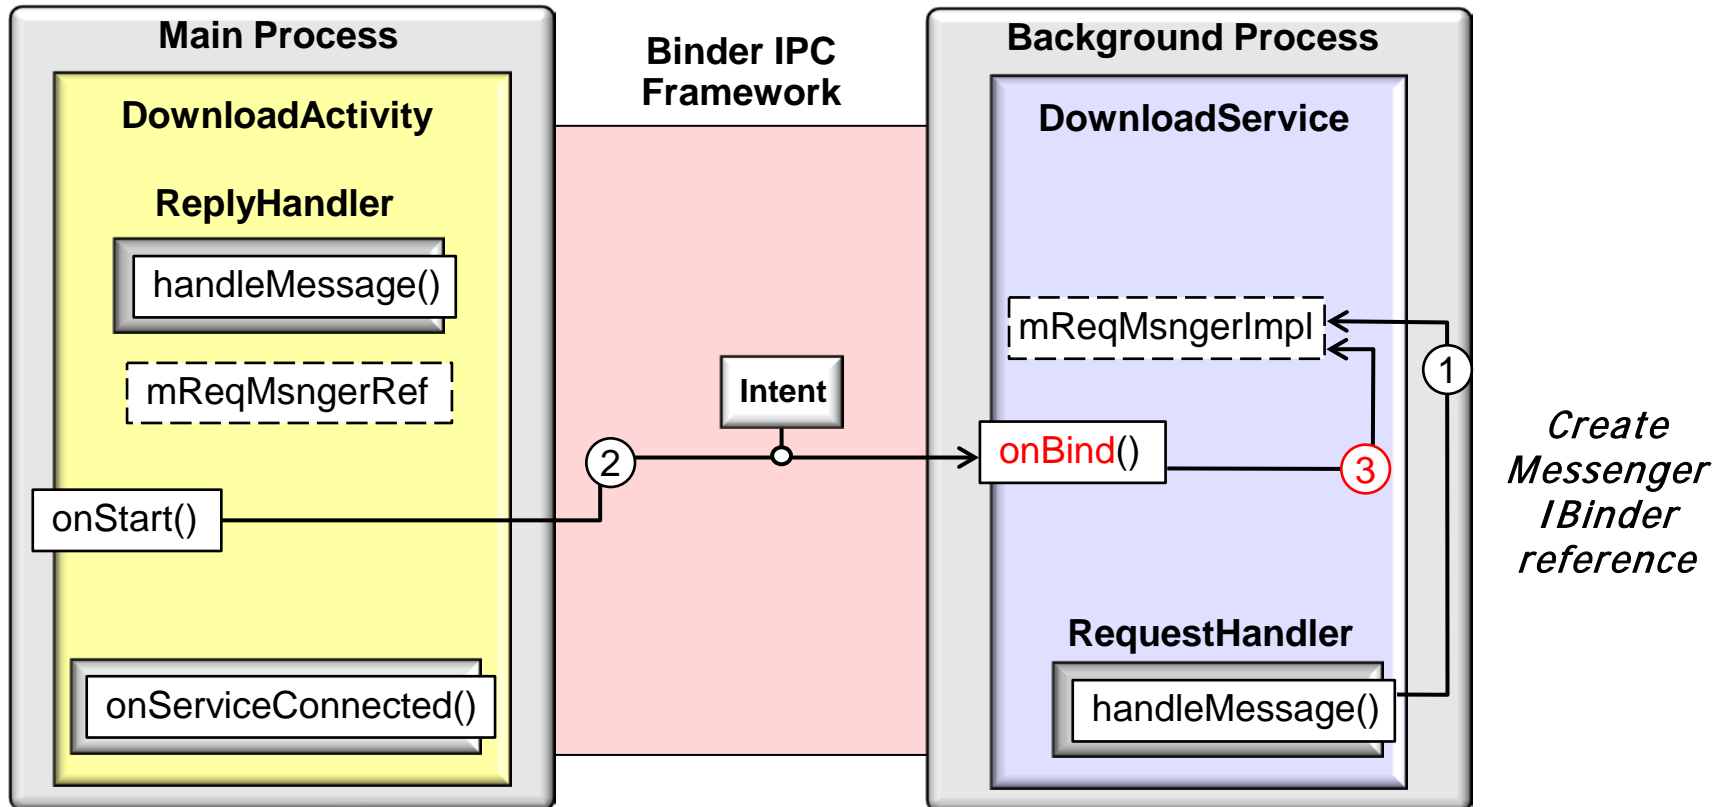 Main Process
DownloadActivity
ReplyHandler
handleMessage()
mReqMsngerRef
onStart()
onServiceConnected()
Binder IPC
Framework
Intent
2
Background Process
DownloadService
mReqMsngerImpl
1
onBind()
3
RequestHandler
handleMessage()
Create
Messenger
IBinder
reference